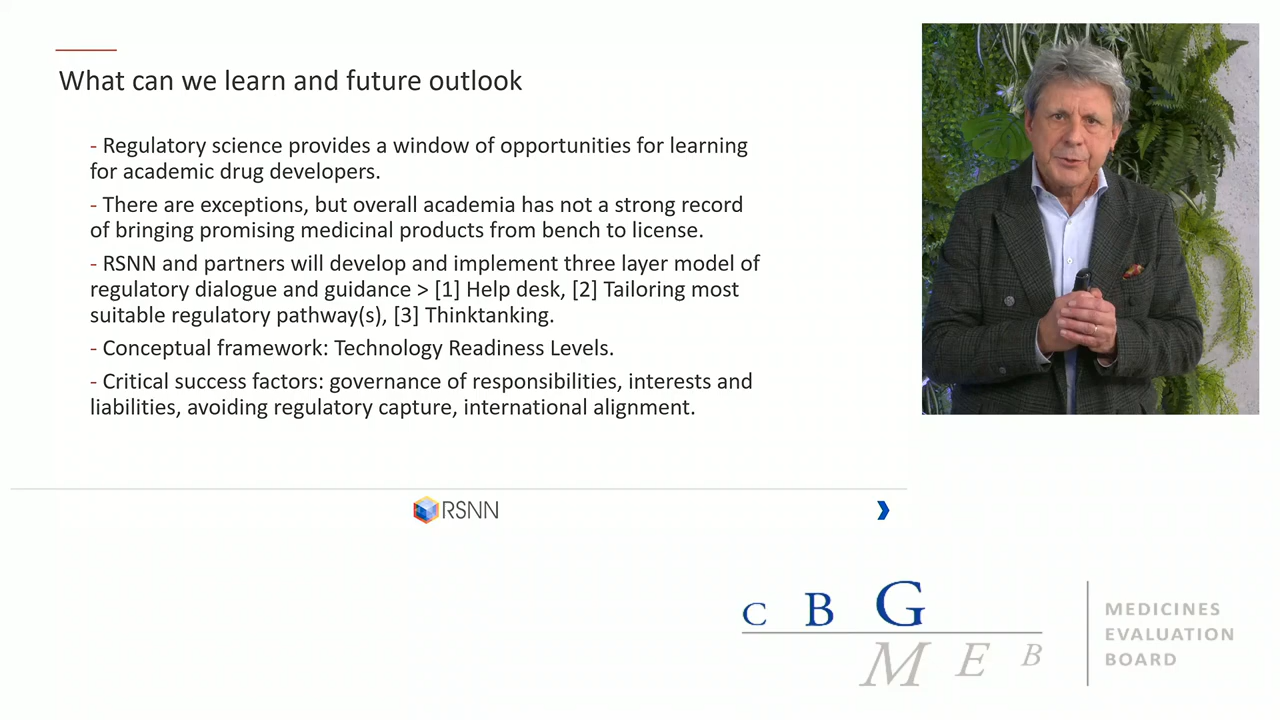 What can we learn and future outlook
- Regulatory science provides a window of opportunities for learning
for academic drug developers.
- There are exceptions, but overall academia has not a strong record
of bringing promising medicinal products from bench to license.
- RSNN and partners will develop and implement three layer model of
regulatory dialogue and guidance > [1] Help desk, [2] Tailoring most
suitable regulatory pathway(s), [3] Thinktanking.
- Conceptual framework: Technology Readiness Levels.
- Critical success factors: governance of responsibilities, interests and
liabilities, avoiding regulatory capture, international alignment.
RSNN
C B G
M E B
MEDICINES
EVALUATION
BOARD